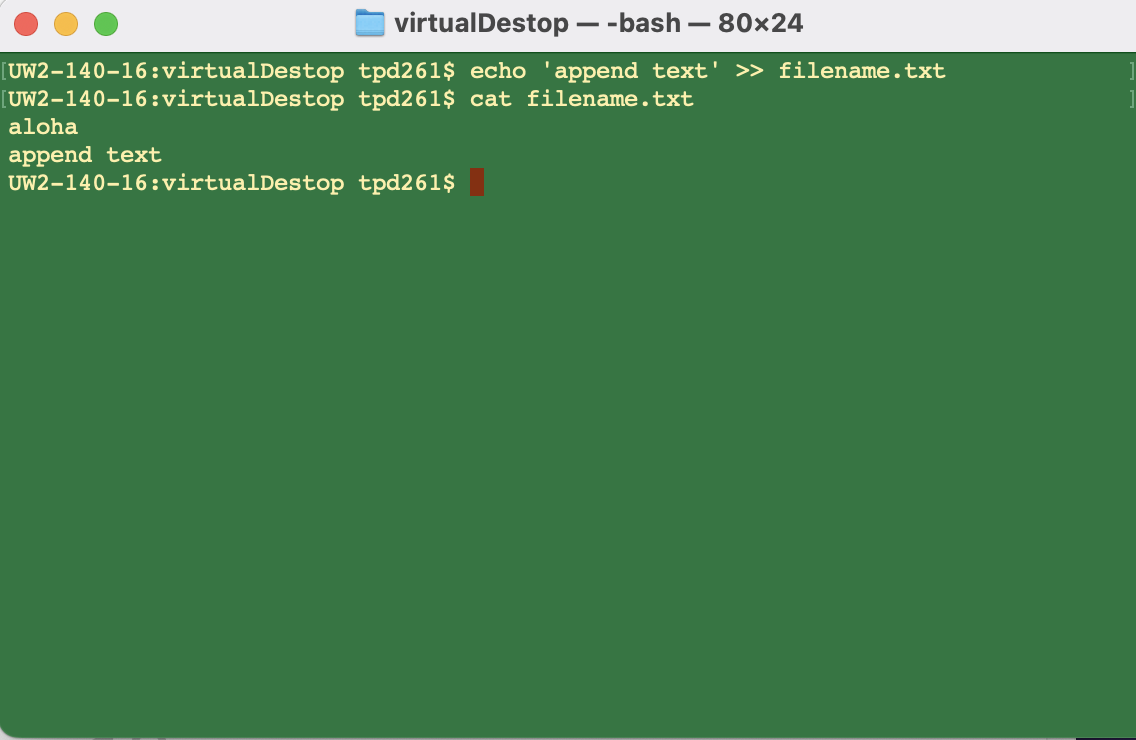 virtualDestop — -bash — 80×24
[UW2-140-16:virtualDestop tpd261$ echo 'append text' >> filename.txt ]
[UW2-140-16:virtualDestop tpd261$ cat filename.txt ]
aloha
append text
UW2-140-16:virtualDestop tpd261$